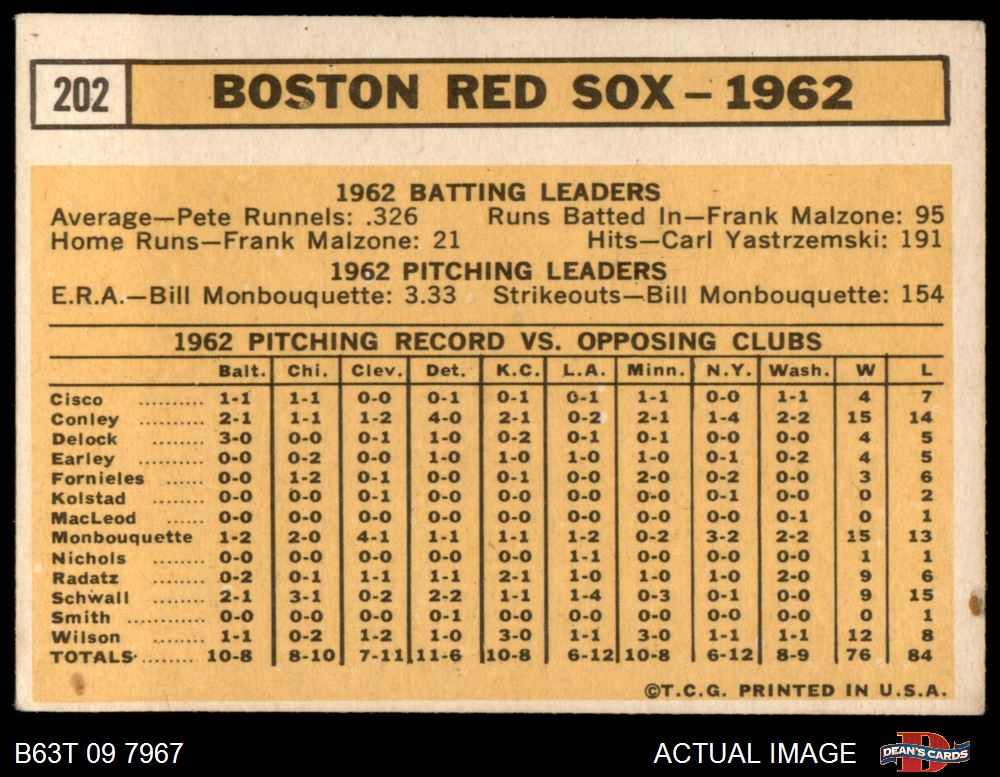 202 BOSTON RED SOX – 1962
1962 BATTING LEADERS
Average—Pete Runnels: .326 Runs Batted In—Frank Malzone: 95
Home Runs—Frank Malzone: 21 Hits—Carl Yastrzemski: 191
1962 PITCHING LEADERS
E.R.A.—Bill Monbouquette: 3.33 Strikeouts—Bill Monbouquette: 154
1962 PITCHING RECORD VS. OPPOSING CLUBS
Balt. Chi. Clev. Det. K.C. L.A. Minn. N.Y. Wash. W L
Cisco .......... 1-1 1-1 0-0 0-1 0-1 0-1 1-1 0-0 1-1 4 7
Conley .......... 2-1 1-1 1-2 4-0 2-1 0-2 2-1 1-4 2-2 15 14
Delock ........ 3-0 0-0 0-1 1-0 0-2 0-1 0-1 0-0 0-0 4 5
Earley .......... 0-0 0-2 0-0 1-0 1-0 1-0 1-0 0-1 0-2 4 5
Fornieles ...... 0-0 1-2 0-1 0-0 0-1 0-0 2-0 0-2 0-0 3 6
Kolstad ........ 0-0 0-0 0-1 0-0 0-0 0-0 0-0 0-1 0-0 0 2
MacLeod ...... 0-0 0-0 0-0 0-0 0-0 0-0 0-0 0-0 0-1 0 1
Monbouquette 1-2 2-0 4-1 1-1 1-1 1-2 0-2 3-2 2-2 15 13
Nichols ........ 0-0 0-0 0-0 0-0 0-0 1-1 0-0 0-0 0-0 1 1
Radatz ........ 0-2 0-1 1-1 1-1 2-1 1-0 1-0 1-0 2-0 9 6
Schwall ........ 2-1 3-1 0-2 2-2 1-1 1-4 0-3 0-1 0-0 9 15
Smith ............ 0-0 0-0 0-0 0-1 0-0 0-0 0-0 0-0 0-0 0 1
Wilson ........ 1-1 0-2 1-2 1-0 3-0 1-1 3-0 1-1 1-1 12 8
TOTALS.......... 10-8 8-10 7-11 11-6 10-8 6-12 10-8 6-12 8-9 76 84
©T.C.G. PRINTED IN U.S.A.
B63T 09 7967 ACTUAL IMAGE DEAN'S CARDS